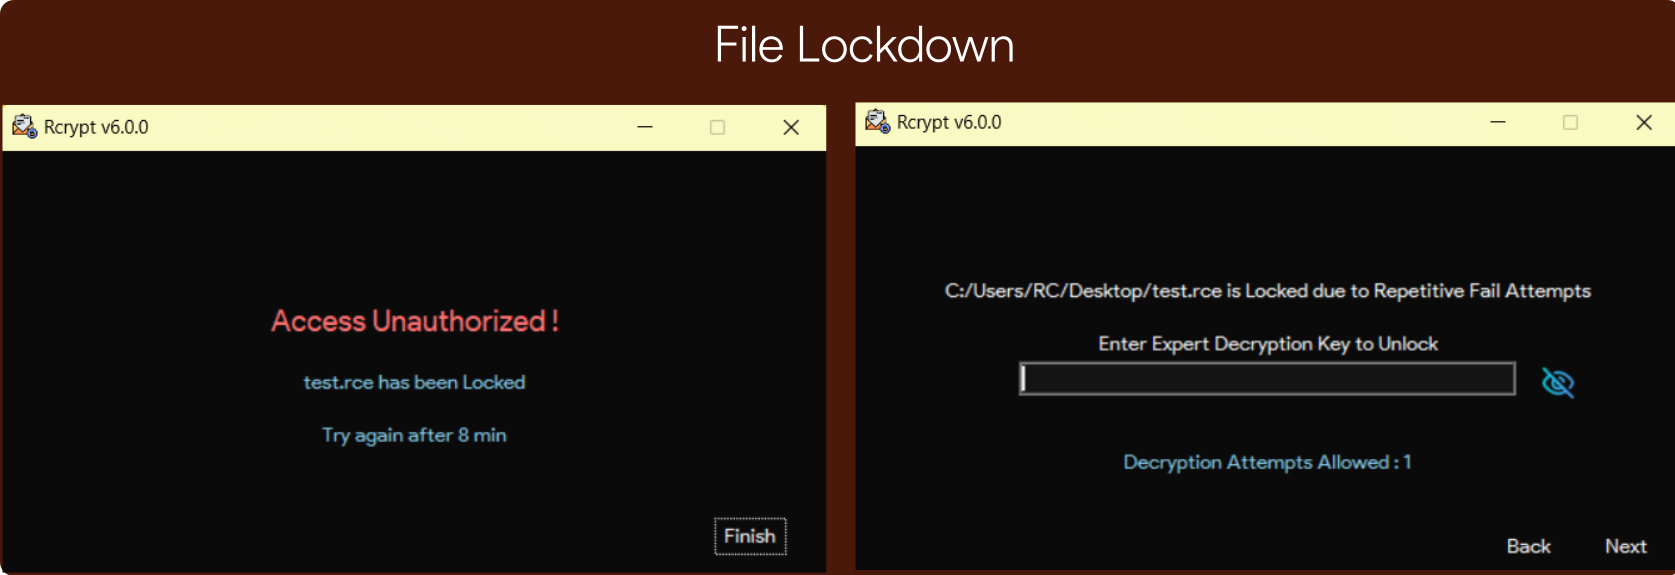 File Lockdown
Rcrypt v6.0.0
Access Unauthorized !
test.rce has been Locked
Try again after 8 min
Finish
Rcrypt v6.0.0
C:/Users/RC/Desktop/test.rce is Locked due to Repetitive Fail Attempts
Enter Expert Decryption Key to Unlock
Decryption Attempts Allowed : 1
Back Next